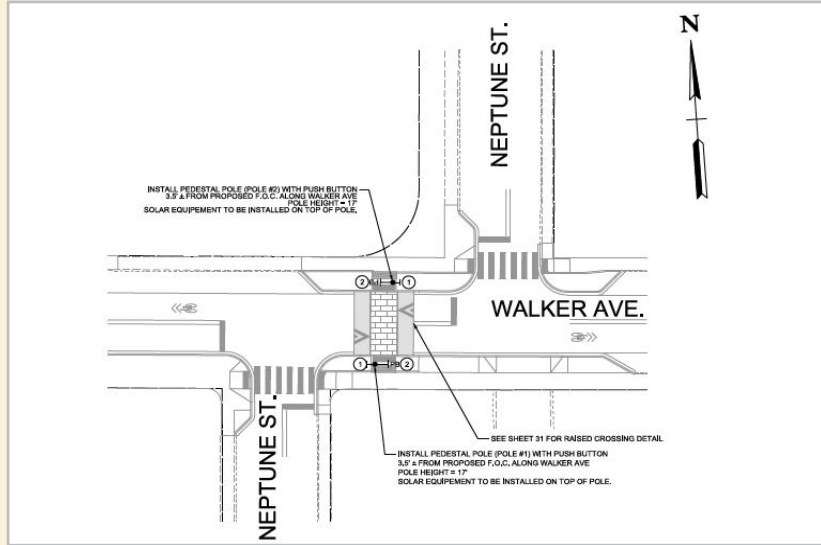 N
NEPTUNE ST.
INSTALL PEDESTAL POLE (POLE #2) WITH PUSH BUTTON
3.5' ± FROM PROPOSED F.O.C. ALONG WALKER AVE
POLE HEIGHT = 17'
SOLAR EQUIPEMENT TO BE INSTALLED ON TOP OF POLE.
2
1
WALKER AVE.
1
PB
2
NEPTUNE ST.
SEE SHEET 31 FOR RAISED CROSSING DETAIL
INSTALL PEDESTAL POLE (POLE #1) WITH PUSH BUTTON
3.5' ± FROM PROPOSED F.O.C. ALONG WALKER AVE
POLE HEIGHT = 17'
SOLAR EQUIPEMENT TO BE INSTALLED ON TOP OF POLE.